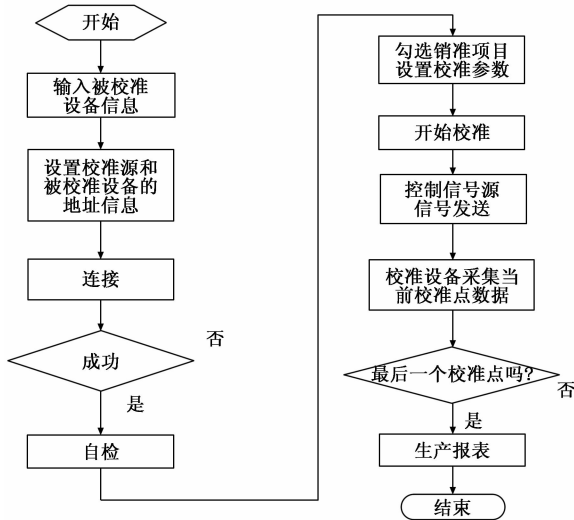 开始
输入被校准
设备信息
设置校准源和
被校准设备的
地址信息
连接
成功
否
是
自检
勾选销准项目
设置校准参数
开始校准
控制信号源
信号发送
校准设备采集当
前校准点数据
最后一个校准点吗?
否
是
生产报表
结束